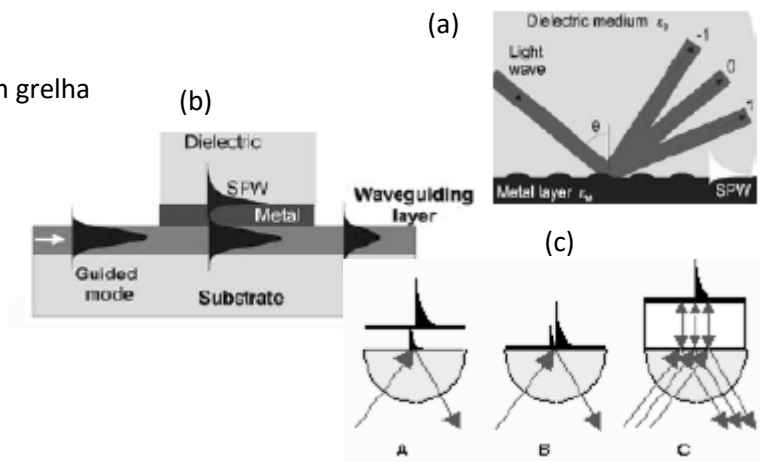 (a)
Dielectric medium ε
Light
wave
-1
0
1
θ
Metal layer ε
SPW
n grelha
(b)
Dielectric
SPW
Metal
Waveguiding
layer
Guided
mode
Substrate
(c)
A
B
C